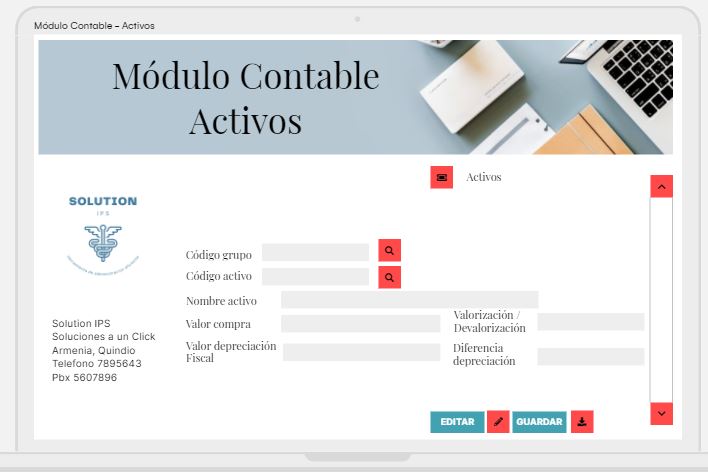 Módulo Contable – Activos
Módulo Contable
Activos
Activos
SOLUTION
IPS
Código grupo
Código activo
Nombre activo
Valor compra
Valorización /
Devalorización
Valor depreciación
Fiscal
Diferencia
depreciación
Solution IPS
Soluciones a un Click
Armenia, Quindio
Telefono 7895643
Pbx 5607896
EDITAR
GUARDAR